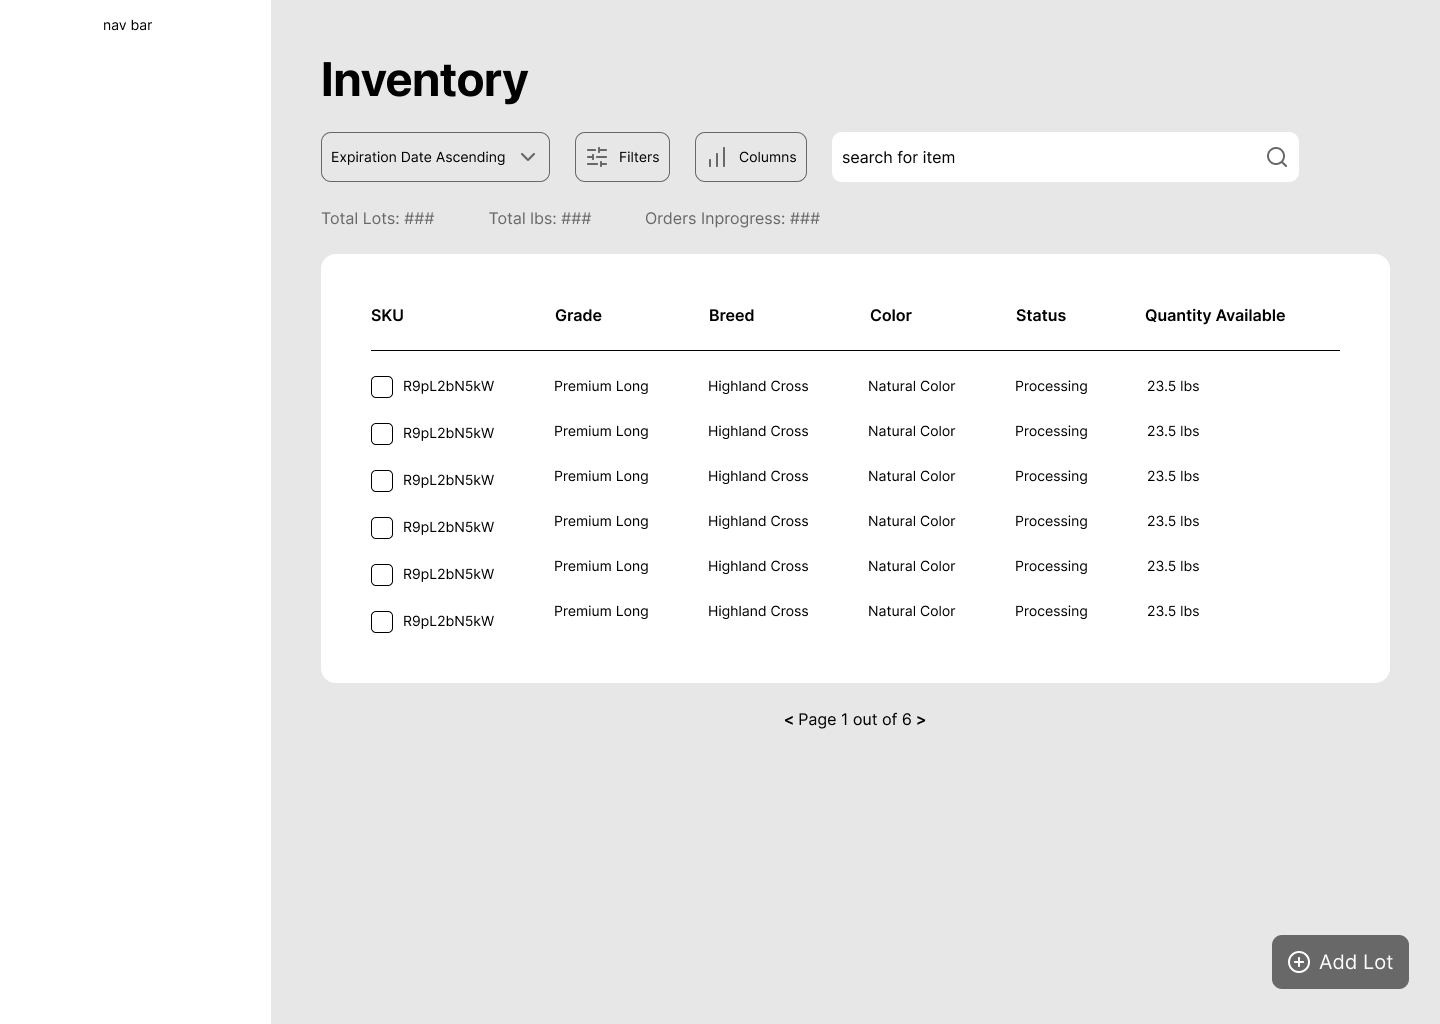 nav bar
Inventory
Expiration Date Ascending Filters Columns search for item
Total Lots: ### Total lbs: ### Orders Inprogress: ###
SKU Grade Breed Color Status Quantity Available
R9pL2bN5kW Premium Long Highland Cross Natural Color Processing 23.5 lbs
R9pL2bN5kW Premium Long Highland Cross Natural Color Processing 23.5 lbs
R9pL2bN5kW Premium Long Highland Cross Natural Color Processing 23.5 lbs
R9pL2bN5kW Premium Long Highland Cross Natural Color Processing 23.5 lbs
R9pL2bN5kW Premium Long Highland Cross Natural Color Processing 23.5 lbs
R9pL2bN5kW Premium Long Highland Cross Natural Color Processing 23.5 lbs
< Page 1 out of 6 >
Add Lot